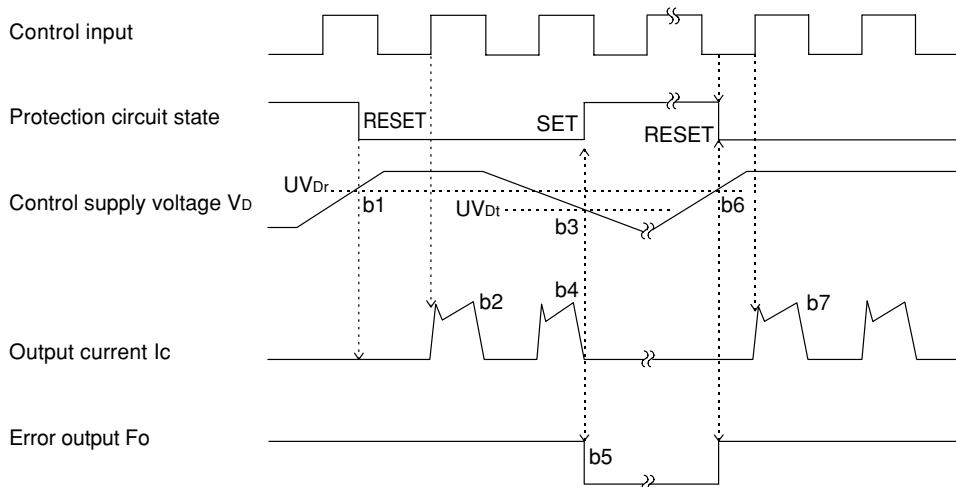 Control input
Protection circuit state
RESET
SET
RESET
UVDr
Control supply voltage VD
b1
UVDt
b3
b6
b2
b4
b7
Output current Ic
Error output Fo
b5